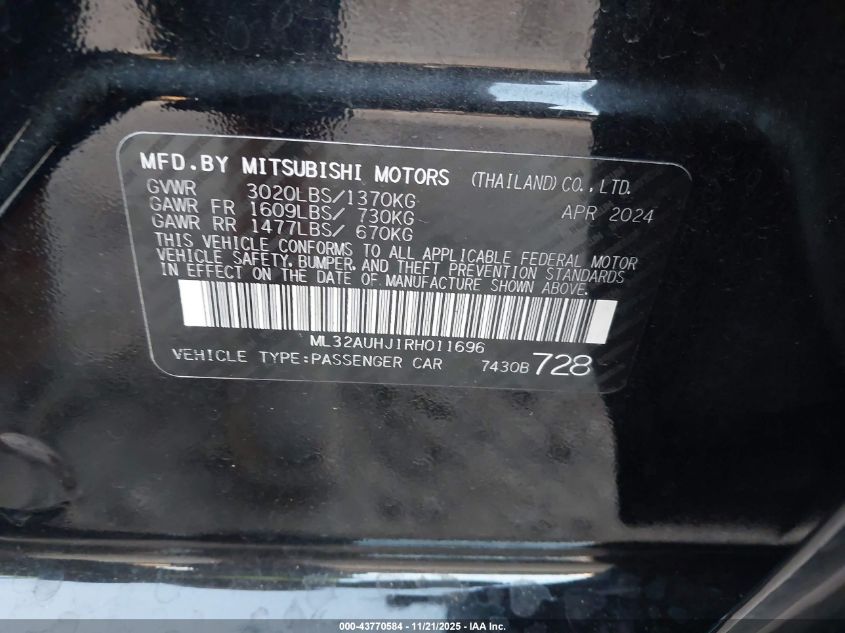 MFD.BY MITSUBISHI MOTORS (THAILAND)CO.,LTD.
GVWR 3020LBS/1370KG
GAWR FR 1609LBS/ 730KG APR 2024
GAWR RR 1477LBS/ 670KG
THIS VEHICLE CONFORMS TO ALL APPLICABLE FEDERAL MOTOR
VEHICLE SAFETY,BUMPER,AND THEFT PREVENTION STANDARDS
IN EFFECT ON THE DATE OF MANUFACTURE SHOWN ABOVE.
ML32AUHJ1RH011696
VEHICLE TYPE:PASSENGER CAR 7430B 728
000-43770584 - 11/21/2025 - IAA Inc.